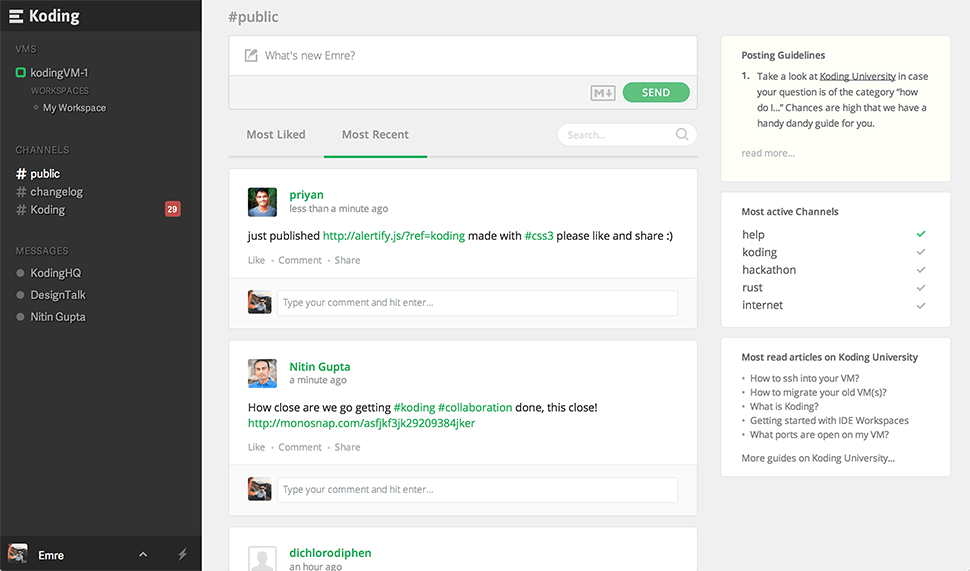 Koding
VMS
kodingVM-1
WORKSPACES
My Workspace
CHANNELS
# public
# changelog
# Koding
29
MESSAGES
KodingHQ
DesignTalk
Nitin Gupta
Emre
#public
What's new Emre?
M
SEND
Most Liked
Most Recent
Search...
priyan
less than a minute ago
just published http://alertify.js/?ref=koding made with #css3 please like and share :)
Like • Comment • Share
Type your comment and hit enter...
Nitin Gupta
a minute ago
How close are we go getting #koding #collaboration done, this close!
http://monosnap.com/asfjkf3jk29209384jker
Like • Comment • Share
Type your comment and hit enter...
dichlorodiphen
an hour ago
Posting Guidelines
1. Take a look at Koding University in case
your question is of the category “how
do I...” Chances are high that we have a
handy dandy guide for you.
read more...
Most active Channels
help
koding
hackathon
rust
internet
Most read articles on Koding University
• How to ssh into your VM?
• How to migrate your old VM(s)?
• What is Koding?
• Getting started with IDE Workspaces
• What ports are open on my VM?
More guides on Koding University...